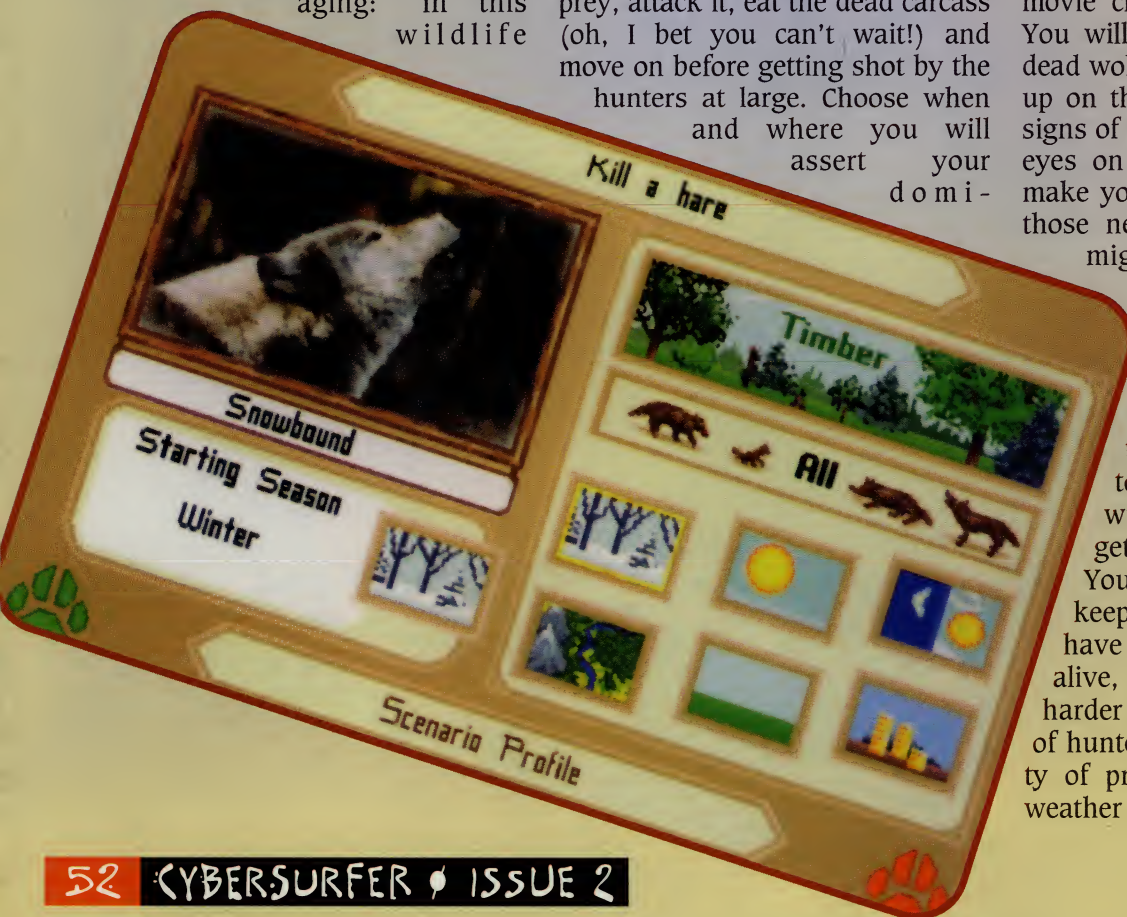 aging: in this
wildlife
prey, attack it, eat the dead carcass
(oh, I bet you can't wait!) and
move on before getting shot by the
hunters at large. Choose when
and where you will
assert your
domi-
movie
You will
dead wol
up on th
signs of
eyes on
make yo
those ne
mig
get
You
keep
have
alive,
harder
of hunte
ty of pr
weather
Kill a hare
Snowbound
Starting Season
Winter
Timber
All
Scenario Profile
52 CYBERSURFER ISSUE 2